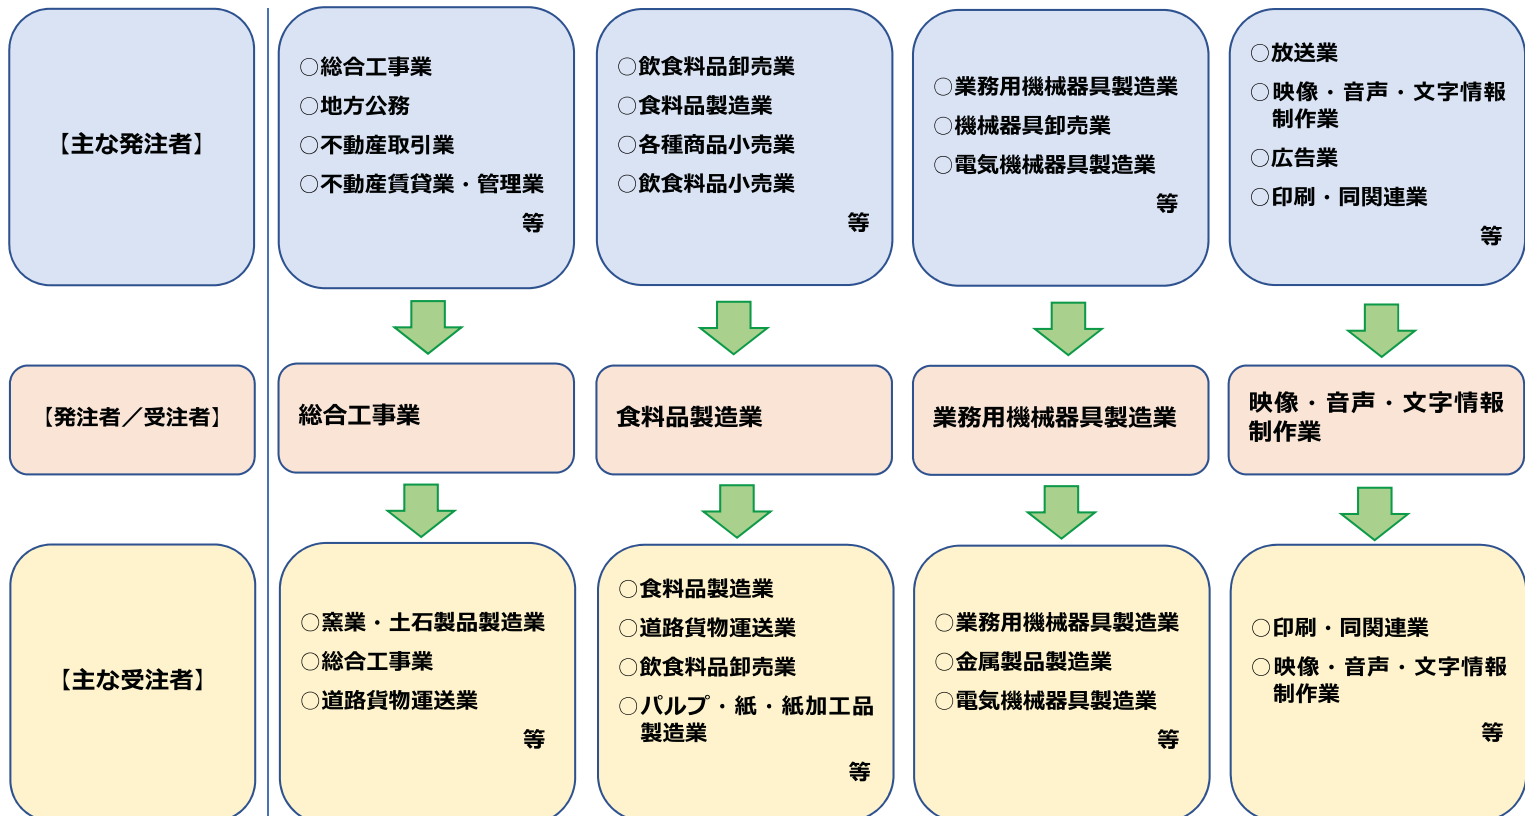 【主な発注者】
○総合工事業
○地方公務
○不動産取引業
○不動産賃貸業・管理業
等
○飲食料品卸売業
○食料品製造業
○各種商品小売業
○飲食料品小売業
等
○業務用機械器具製造業
○機械器具卸売業
○電気機械器具製造業
等
○放送業
○映像・音声・文字情報
制作業
○広告業
○印刷・同関連業
等
【発注者／受注者】
総合工事業
食料品製造業
業務用機械器具製造業
映像・音声・文字情報
制作業
【主な受注者】
○窯業・土石製品製造業
○総合工事業
○道路貨物運送業
等
○食料品製造業
○道路貨物運送業
○飲食料品卸売業
○パルプ・紙・紙加工品
製造業
等
○業務用機械器具製造業
○金属製品製造業
○電気機械器具製造業
等
○印刷・同関連業
○映像・音声・文字情報
制作業
等